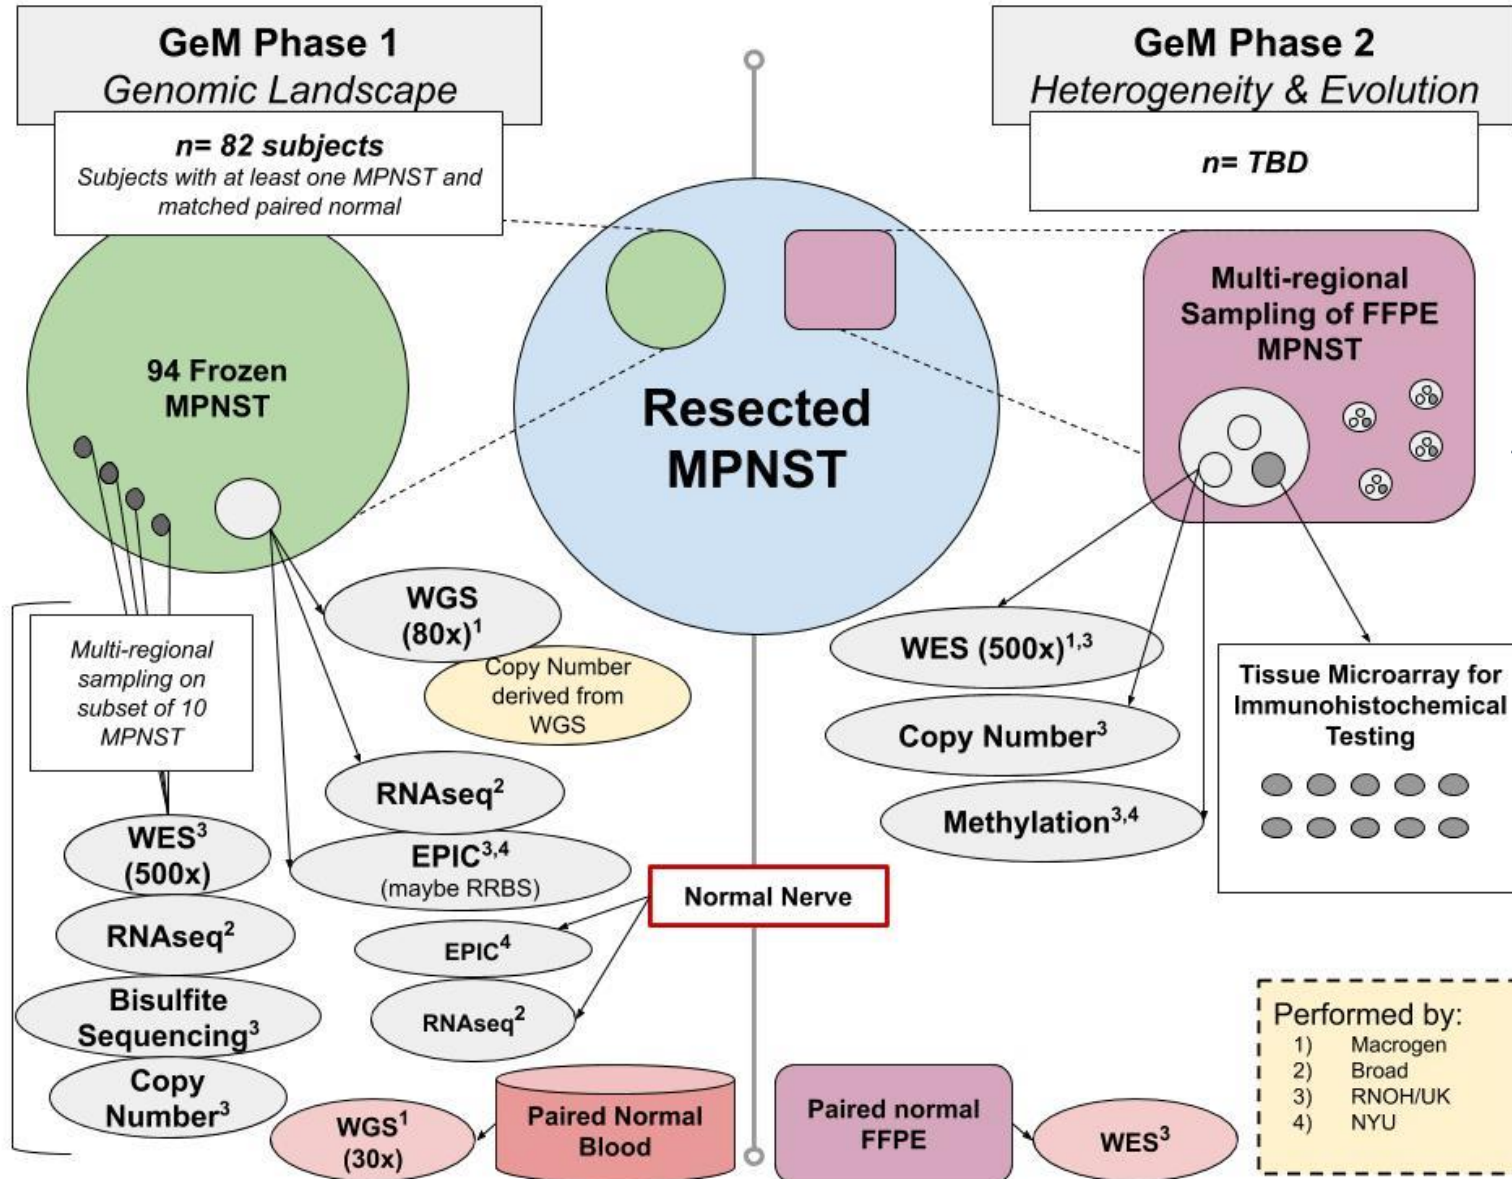 GeM Phase 1
Genomic Landscape
n= 82 subjects
Subjects with at least one MPNST and
matched paired normal
GeM Phase 2
Heterogeneity & Evolution
n= TBD
94 Frozen
MPNST
Resected
MPNST
Multi-regional
Sampling of FFPE
MPNST
Multi-regional
sampling on
subset of 10
MPNST
WGS
(80x)¹
Copy Number
derived from
WGS
RNAseq²
EPIC³,⁴
(maybe RRBS)
WES³
(500x)
RNAseq²
Bisulfite
Sequencing³
Copy
Number³
Normal Nerve
EPIC⁴
RNAseq²
WGS¹
(30x)
Paired Normal
Blood
WES (500x)¹,³
Copy Number³
Methylation³,⁴
Tissue Microarray for
Immunohistochemical
Testing
Paired normal
FFPE
WES³
Performed by:
1) Macrogen
2) Broad
3) RNOH/UK
4) NYU